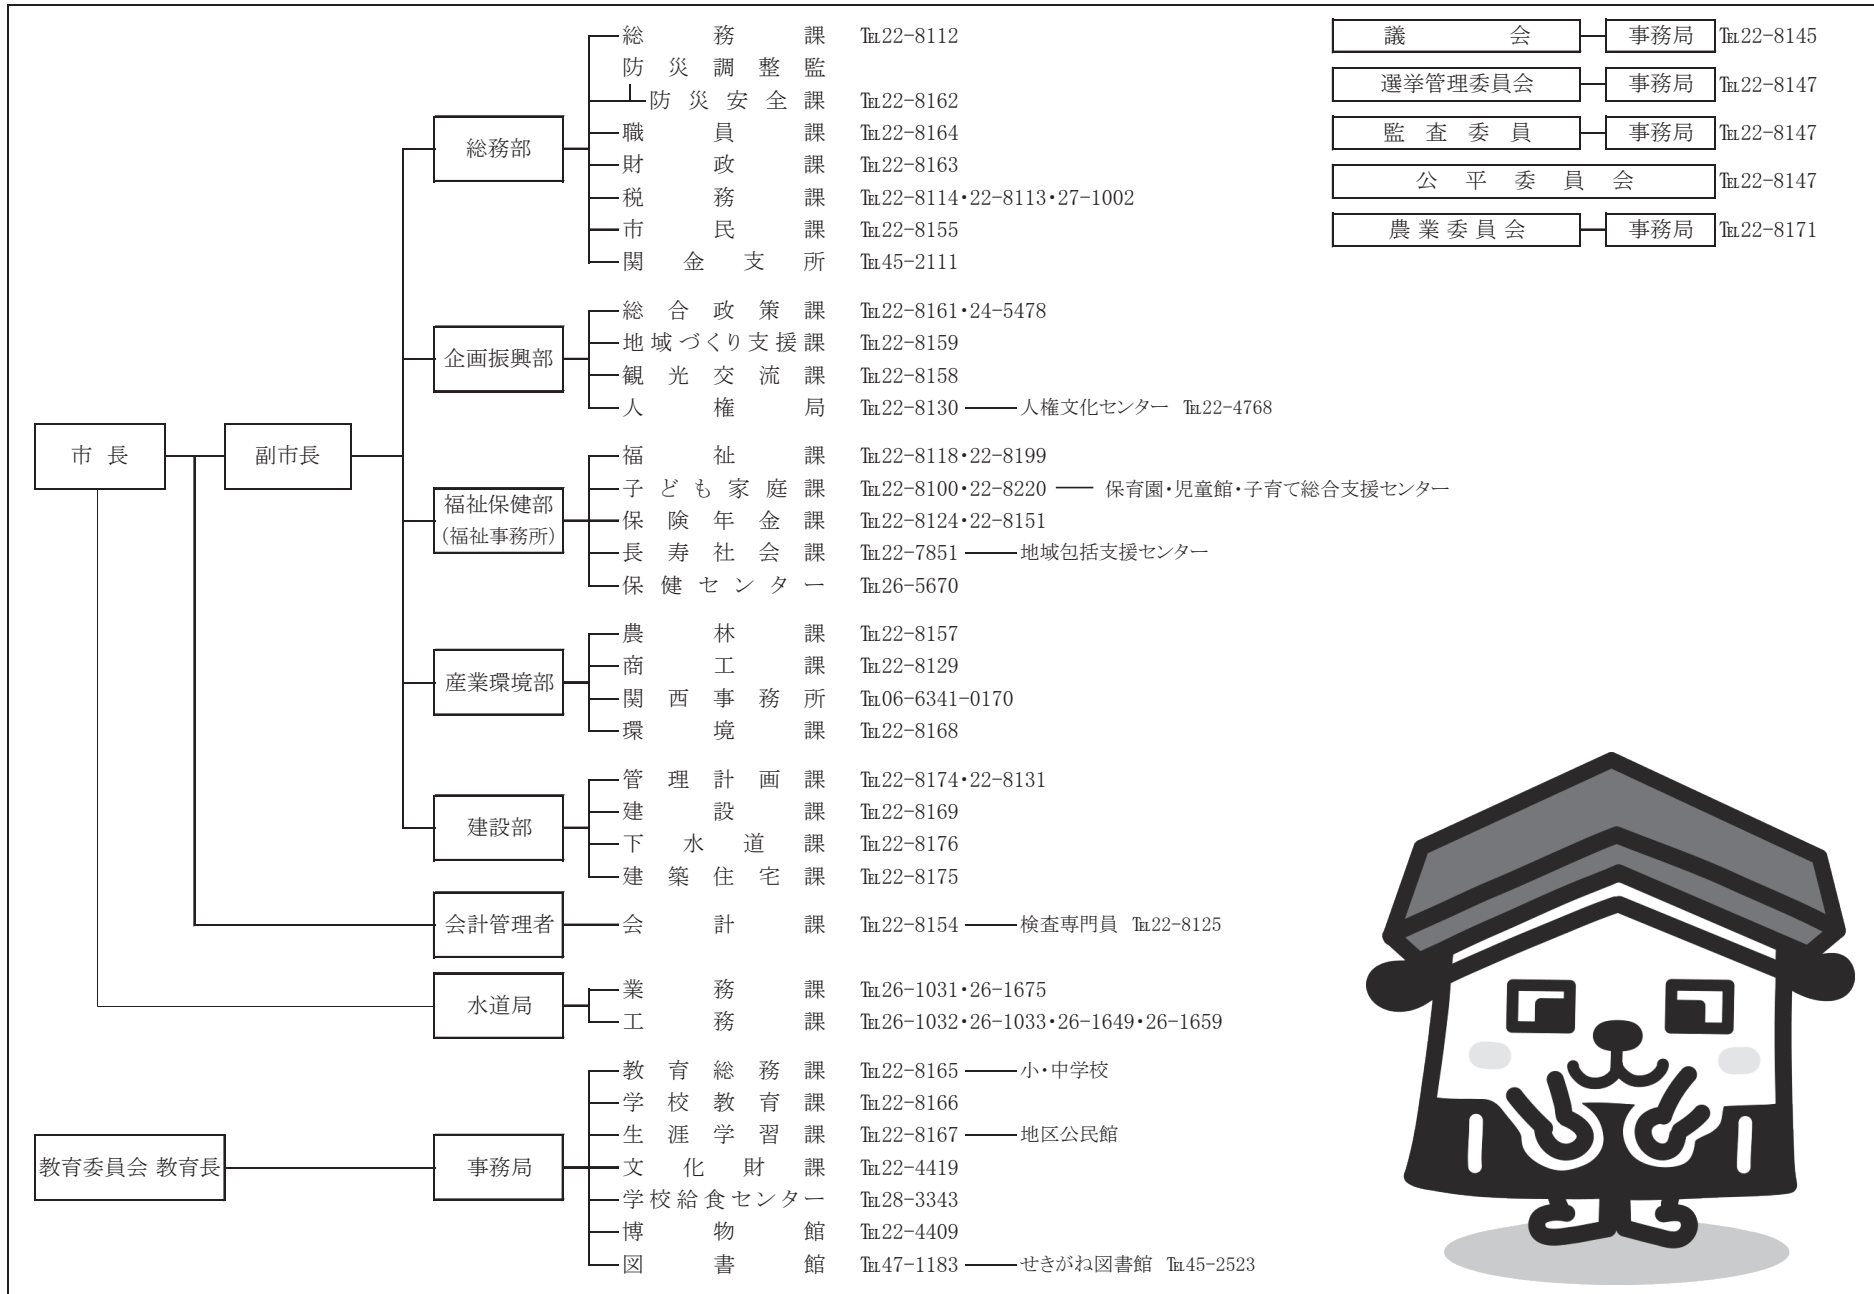 総務課 ℡22-8112
防災調整監
防災安全課 ℡22-8162
総務部
職員課 ℡22-8164
財政課 ℡22-8163
税務課 ℡22-8114・22-8113・27-1002
市民課 ℡22-8155
関金支所 ℡45-2111
総合政策課 ℡22-8161・24-5478
地域づくり支援課 ℡22-8159
企画振興部
観光交流課 ℡22-8158
人権局 ℡22-8130 人権文化センター ℡22-4768
市長 副市長
福祉課 ℡22-8118・22-8199
子ども家庭課 ℡22-8100・22-8220 保育園・児童館・子育て総合支援センター
福祉保健部
(福祉事務所)
保険年金課 ℡22-8124・22-8151
長寿社会課 ℡22-7851 地域包括支援センター
保健センター ℡26-5670
農林課 ℡22-8157
商工課 ℡22-8129
産業環境部
関西事務所 ℡06-6341-0170
環境課 ℡22-8168
管理計画課 ℡22-8174・22-8131
建設課 ℡22-8169
建設部
下水道課 ℡22-8176
建築住宅課 ℡22-8175
会計管理者 会計課 ℡22-8154 検査専門員 ℡22-8125
業務課 ℡26-1031・26-1675
水道局
工務課 ℡26-1032・26-1033・26-1649・26-1659
教育総務課 ℡22-8165 小・中学校
学校教育課 ℡22-8166
生涯学習課 ℡22-8167 地区公民館
教育委員会 教育長 事務局 文化財課 ℡22-4419
学校給食センター ℡28-3343
博物館 ℡22-4409
図書館 ℡47-1183 せきがね図書館 ℡45-2523
議会 事務局 ℡22-8145
選挙管理委員会 事務局 ℡22-8147
監査委員 事務局 ℡22-8147
公平委員会 ℡22-8147
農業委員会 事務局 ℡22-8171